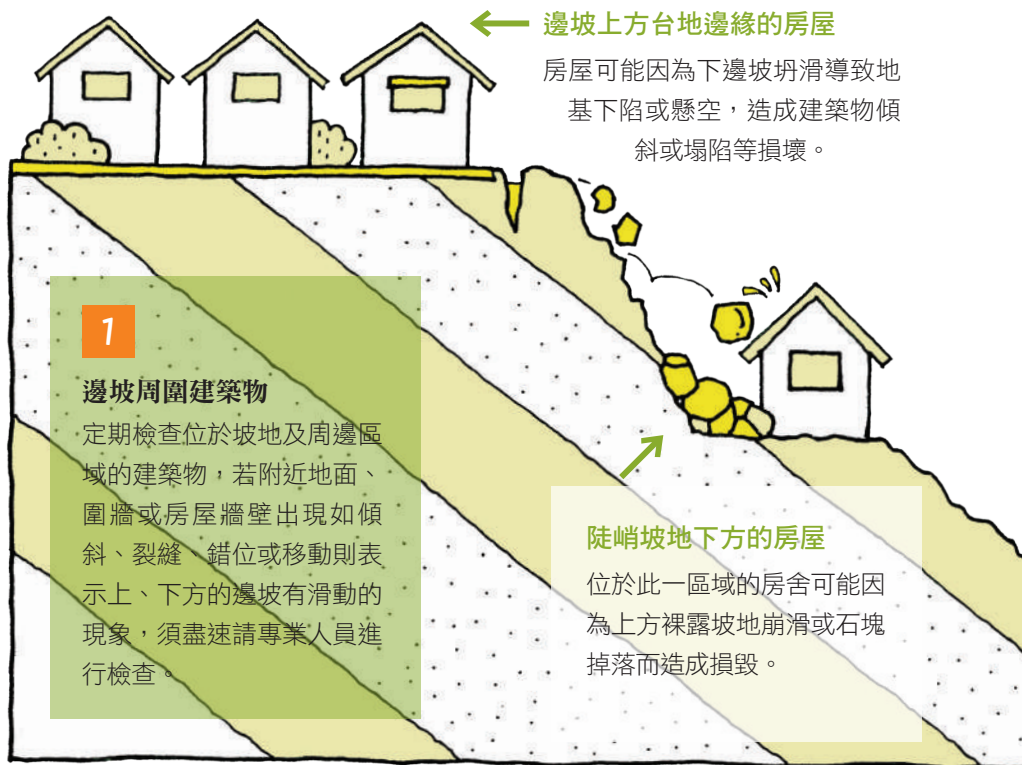 邊坡上方台地邊緣的房屋
房屋可能因為下邊坡坍滑導致地
基下陷或懸空，造成建築物傾
斜或塌陷等損壞。
1
邊坡周圍建築物
定期檢查位於坡地及周邊區
域的建築物，若附近地面、
圍牆或房屋牆壁出現如傾
斜、裂縫、錯位或移動則表
示上、下方的邊坡有滑動的
現象，須盡速請專業人員進
行檢查。
陡峭坡地下方的房屋
位於此一區域的房舍可能因
為上方裸露坡地崩滑或石塊
掉落而造成損毀。